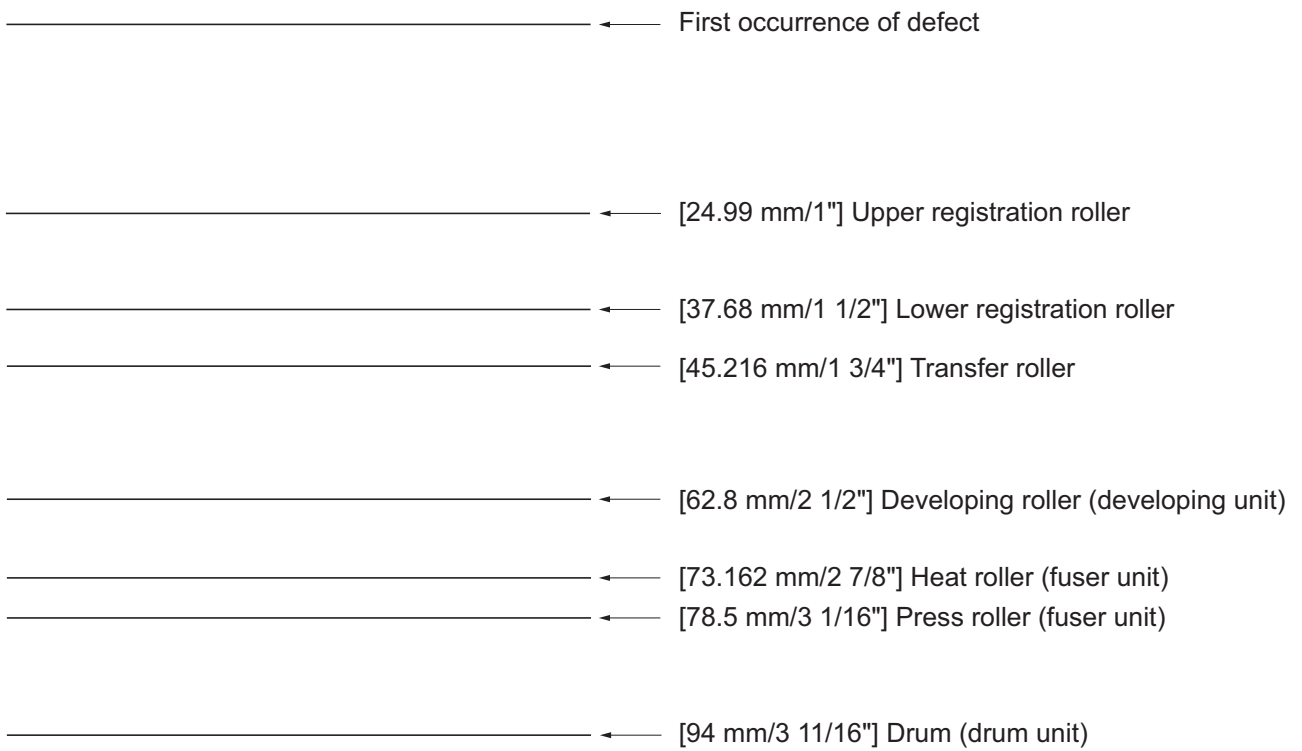 First occurrence of defect
[24.99 mm/1"] Upper registration roller
[37.68 mm/1 1/2"] Lower registration roller
[45.216 mm/1 3/4"] Transfer roller
[62.8 mm/2 1/2"] Developing roller (developing unit)
[73.162 mm/2 7/8"] Heat roller (fuser unit)
[78.5 mm/3 1/16"] Press roller (fuser unit)
[94 mm/3 11/16"] Drum (drum unit)